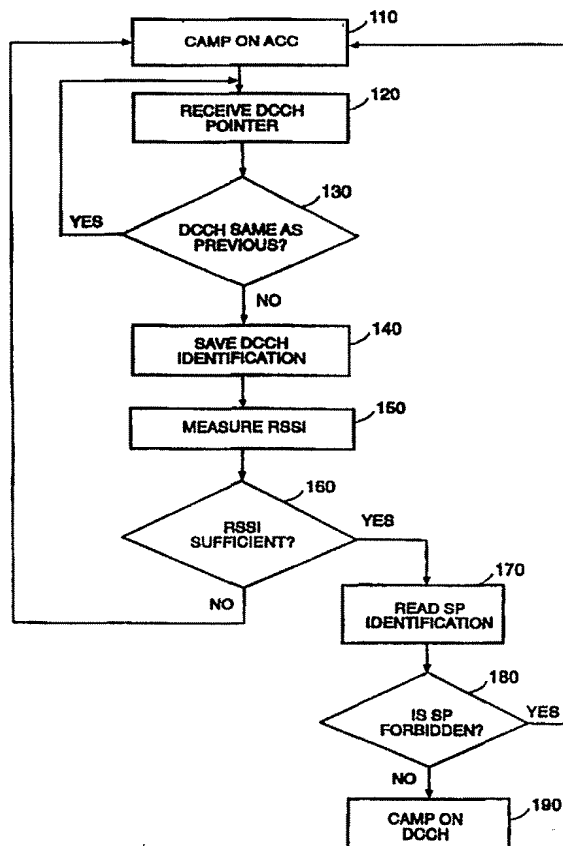 110
CAMP ON ACC
120
RECEIVE DCCH
POINTER
130
YES
DCCH SAME AS
PREVIOUS?
NO
140
SAVE DCCH
IDENTIFICATION
150
MEASURE RSSI
160
RSSI
SUFFICIENT?
YES
NO
170
READ SP
IDENTIFICATION
180
IS SP
FORBIDDEN?
YES
NO
190
CAMP ON
DCCH